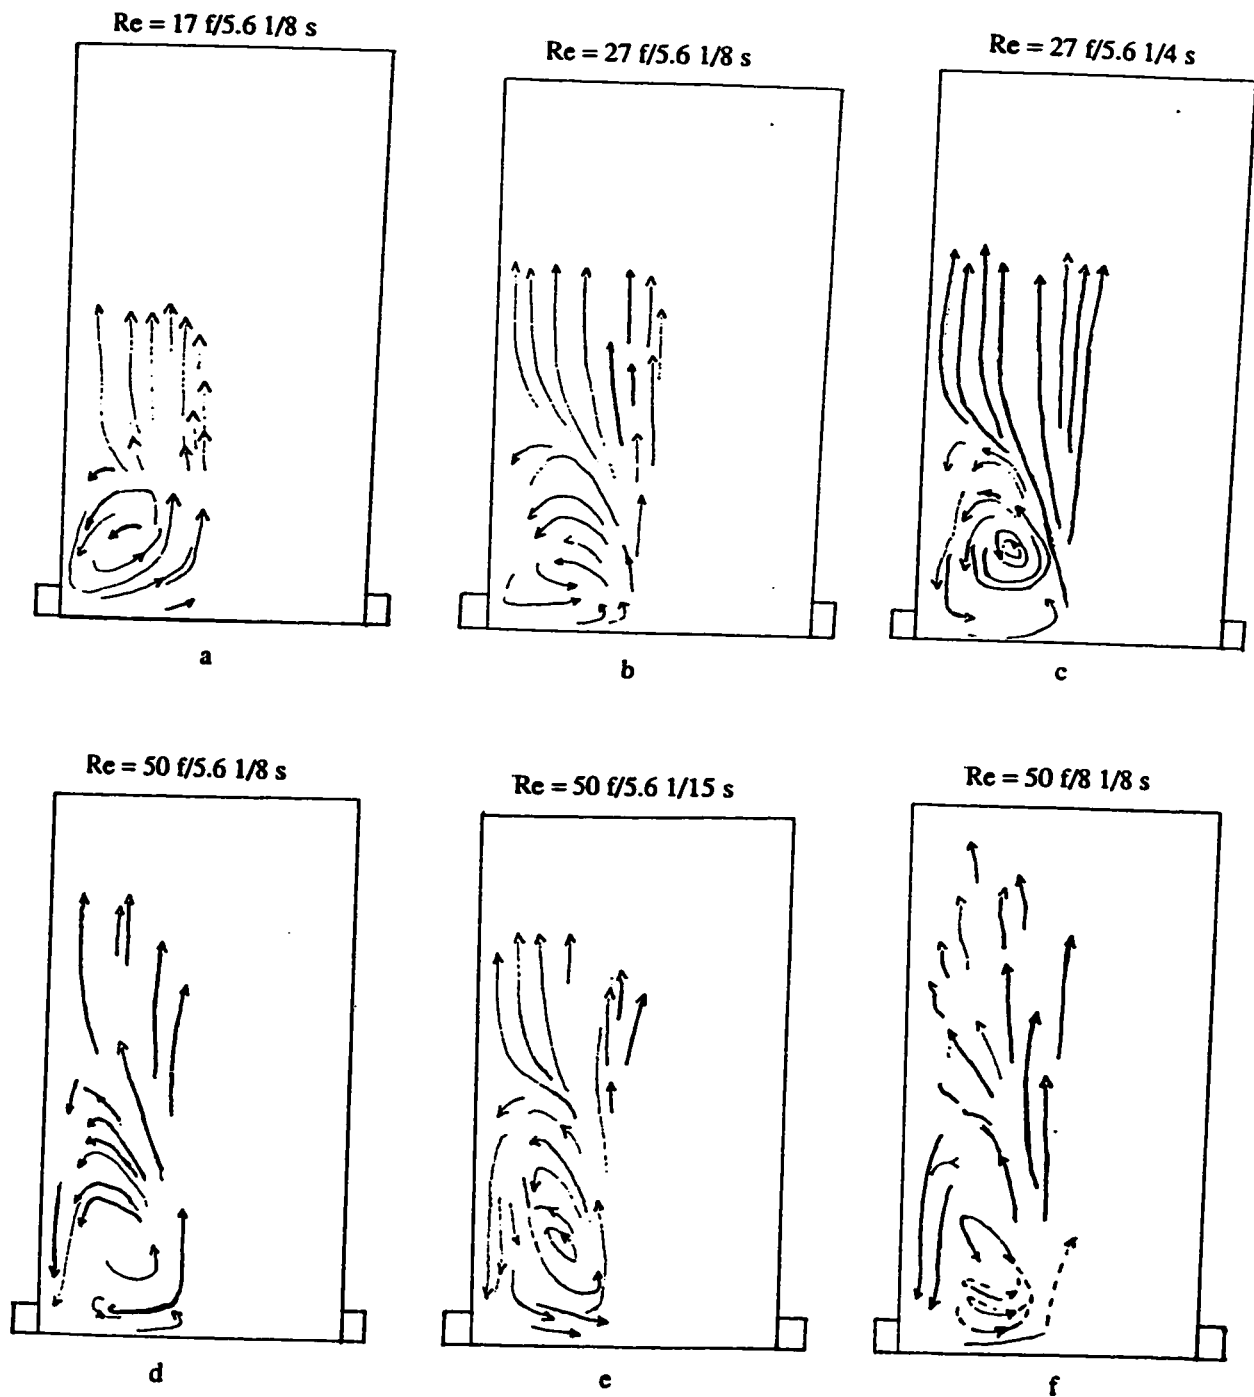 Re = 17 f/5.6 1/8 s
Re = 27 f/5.6 1/8 s
Re = 27 f/5.6 1/4 s
a
b
c
Re = 50 f/5.6 1/8 s
Re = 50 f/5.6 1/15 s
Re = 50 f/8 1/8 s
d
e
f